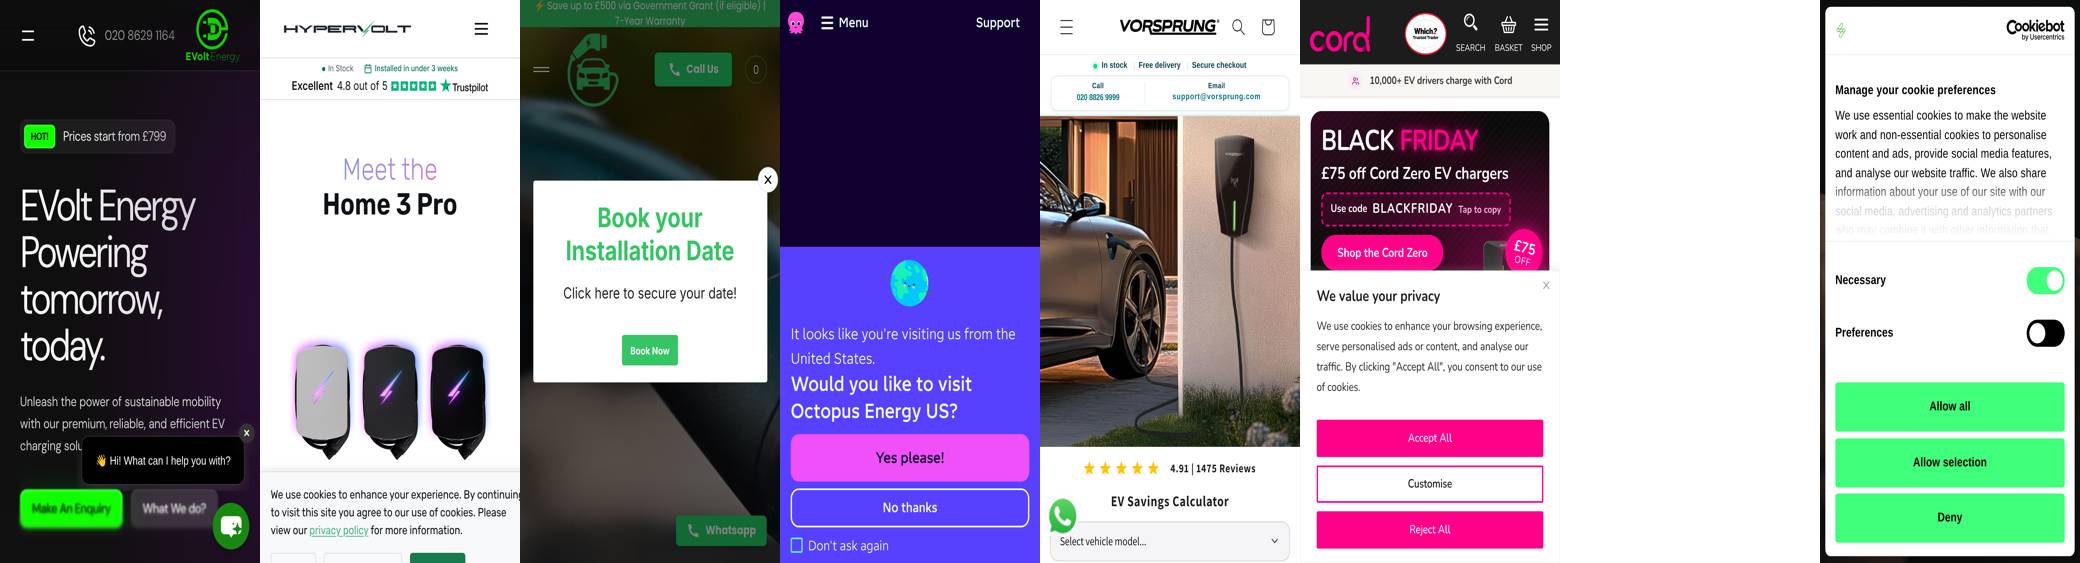 020 8629 1164
EVolt Energy
HOT! Prices start from £799
EVolt Energy
Powering
tomorrow,
today.
Unleash the power of sustainable mobility
with our premium, reliable, and efficient EV
charging solu
x
👋 Hi! What can I help you with?
Make An Enquiry
What We do?
HYPERVOLT
In Stock
Installed in under 3 weeks
Excellent 4.8 out of 5 Trustpilot
Meet the
Home 3 Pro
We use cookies to enhance your experience. By continuing
to visit this site you agree to our use of cookies. Please
view our privacy policy for more information.
⚡ Save up to £500 via Government Grant (if eligible) |
7-Year Warranty
Call Us
0
X
Book your
Installation Date
Click here to secure your date!
Book Now
Whatsapp
Menu
Support
It looks like you're visiting us from the
United States.
Would you like to visit
Octopus Energy US?
Yes please!
No thanks
Don't ask again
VORSPRUNG
In stock Free delivery Secure checkout
Call
020 8826 9999
Email
support@vorsprung.com
4.91 | 1475 Reviews
EV Savings Calculator
Select vehicle model...
cord
Which?
Trusted Trader
SEARCH
BASKET
SHOP
10,000+ EV drivers charge with Cord
BLACK FRIDAY
£75 off Cord Zero EV chargers
Use code BLACKFRIDAY Tap to copy
Shop the Cord Zero
£75
OFF
X
We value your privacy
We use cookies to enhance your browsing experience,
serve personalised ads or content, and analyse our
traffic. By clicking "Accept All", you consent to our use
of cookies.
Accept All
Customise
Reject All
Cookiebot
by Usercentrics
Manage your cookie preferences
We use essential cookies to make the website
work and non-essential cookies to personalise
content and ads, provide social media features,
and analyse our website traffic. We also share
information about your use of our site with our
social media, advertising and analytics partners
who may combine it with other information that
Necessary
Preferences
Allow all
Allow selection
Deny